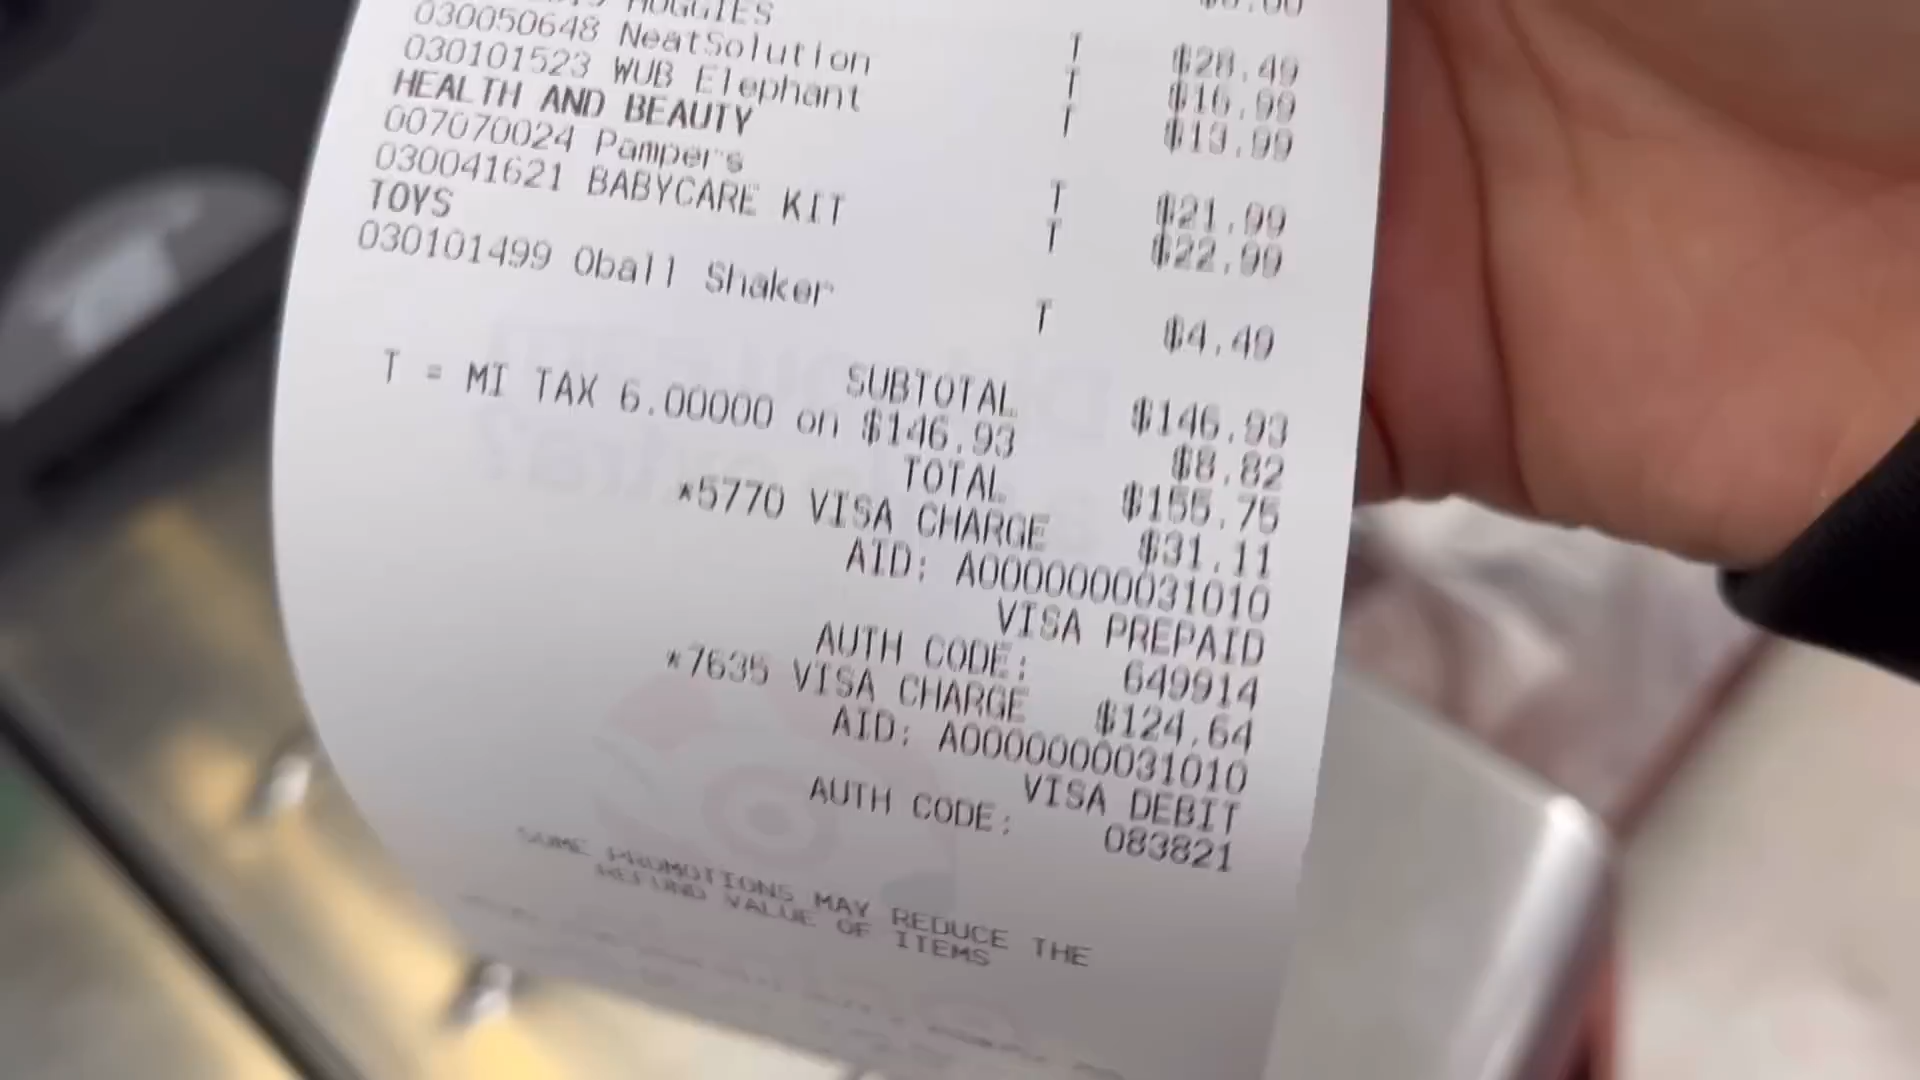 HUGGIES
030050648 NeatSolution T $28.49
030101523 WUB Elephant T $16.99
HEALTH AND BEAUTY T $13.99
007070024 Pampers
030041621 BABYCARE KIT T $21.99
TOYS T $22.99
030101499 Oball Shaker
T $4.49
SUBTOTAL $146.93
T = MI TAX 6.00000 on $146.93 $8.82
TOTAL $155.75
*5770 VISA CHARGE $31.11
AID: A0000000031010
VISA PREPAID
AUTH CODE: 649914
*7635 VISA CHARGE $124.64
AID: A0000000031010
VISA DEBIT
AUTH CODE: 083821
SOME PROMOTIONS MAY REDUCE THE
REFUND VALUE OF ITEMS